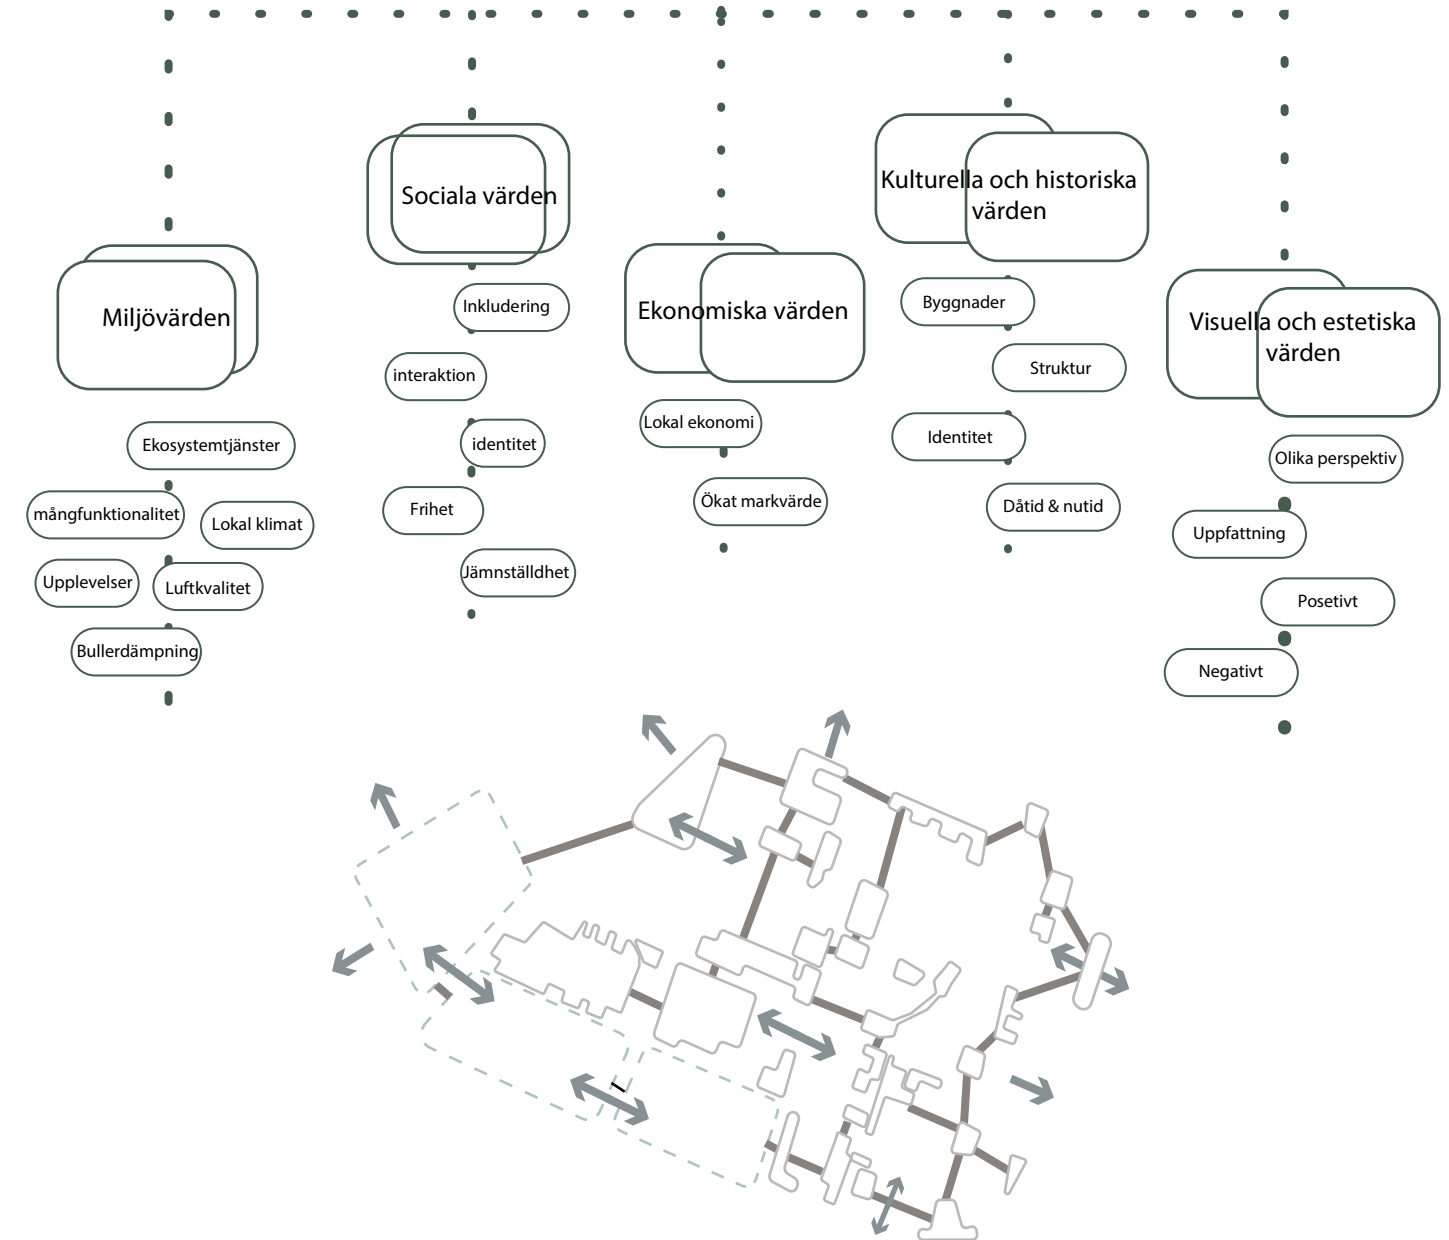 Miljövärden
Ekosystemtjänster
mångfunktionalitet
Lokal klimat
Upplevelser
Luftkvalitet
Bullerdämpning
Sociala värden
Inkludering
interaktion
identitet
Frihet
Jämnställdhet
Ekonomiska värden
Lokal ekonomi
Ökat markvärde
Kulturella och historiska
värden
Byggnader
Struktur
Identitet
Dåtid & nutid
Visuella och estetiska
värden
Olika perspektiv
Uppfattning
Posetivt
Negativt